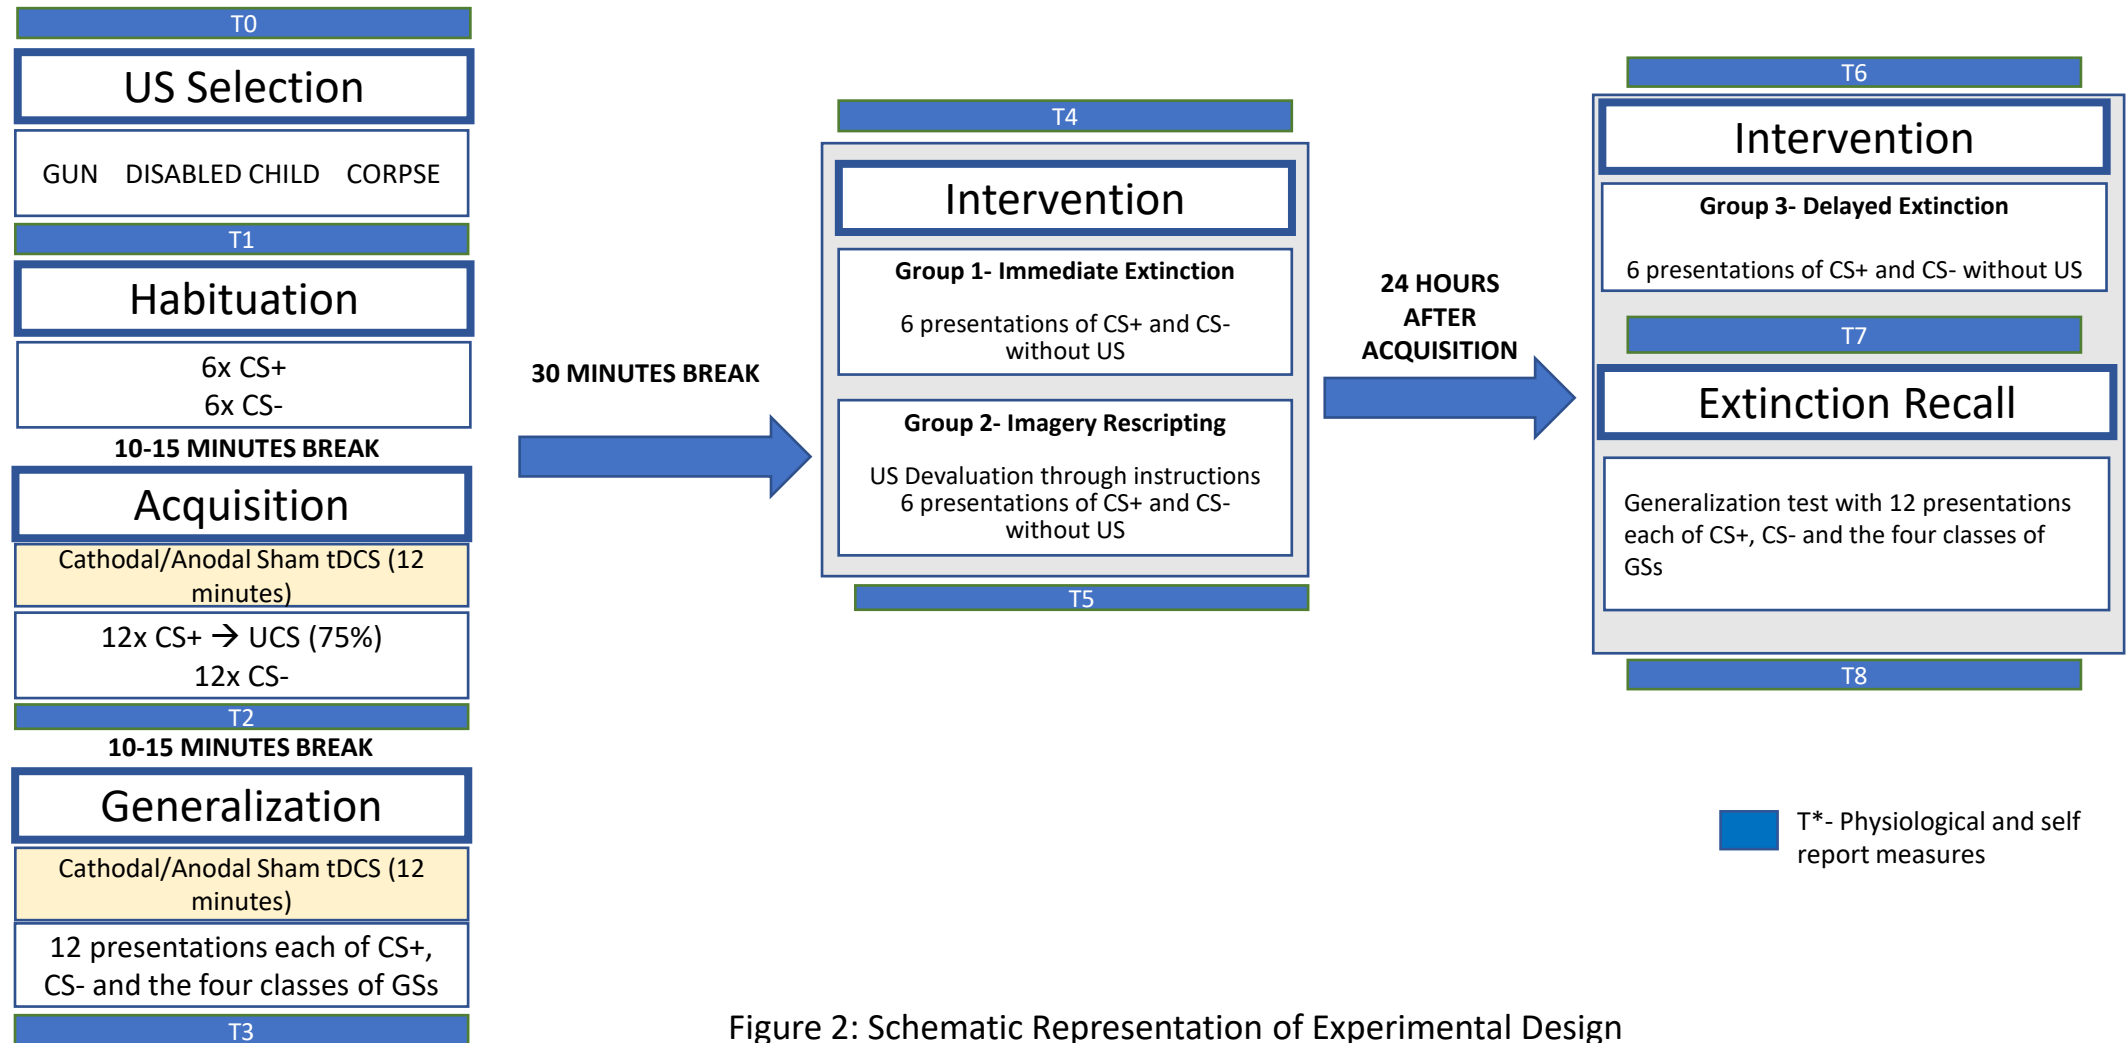 T0
US Selection
GUN DISABLED CHILD CORPSE
T1
Habituation
6x CS+
6x CS-
10-15 MINUTES BREAK
Acquisition
Cathodal/Anodal Sham tDCS (12
minutes)
12x CS+ → UCS (75%)
12x CS-
T2
10-15 MINUTES BREAK
Generalization
Cathodal/Anodal Sham tDCS (12
minutes)
12 presentations each of CS+,
CS- and the four classes of GSs
T3
30 MINUTES BREAK
T4
Intervention
Group 1- Immediate Extinction
6 presentations of CS+ and CS-
without US
Group 2- Imagery Rescripting
US Devaluation through instructions
6 presentations of CS+ and CS-
without US
T5
24 HOURS
AFTER
ACQUISITION
T6
Intervention
Group 3- Delayed Extinction
6 presentations of CS+ and CS- without US
T7
Extinction Recall
Generalization test with 12 presentations
each of CS+, CS- and the four classes of
GSs
T8
T*- Physiological and self
report measures
Figure 2: Schematic Representation of Experimental Design